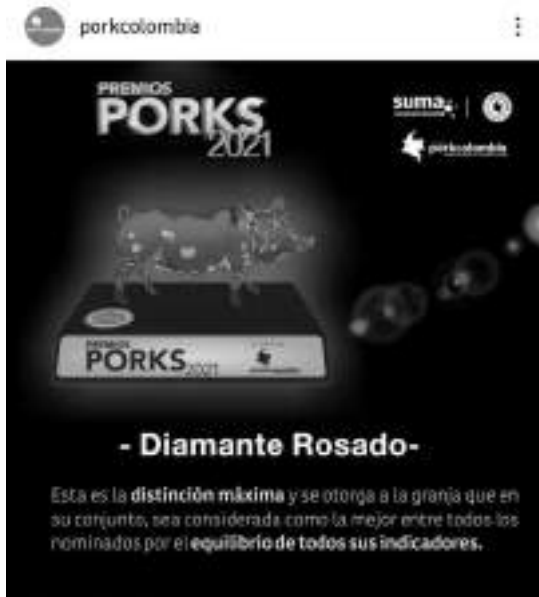 porkcolombia
PREMIOS
PORKS
2021
suma
porkcolombia
PREMIOS
PORKS 2021
- Diamante Rosado-
Esta es la distinción máxima y se otorga a la granja que en
su conjunto, sea considerada como la mejor entre todos los
nominados por el equilibrio de todos sus indicadores.